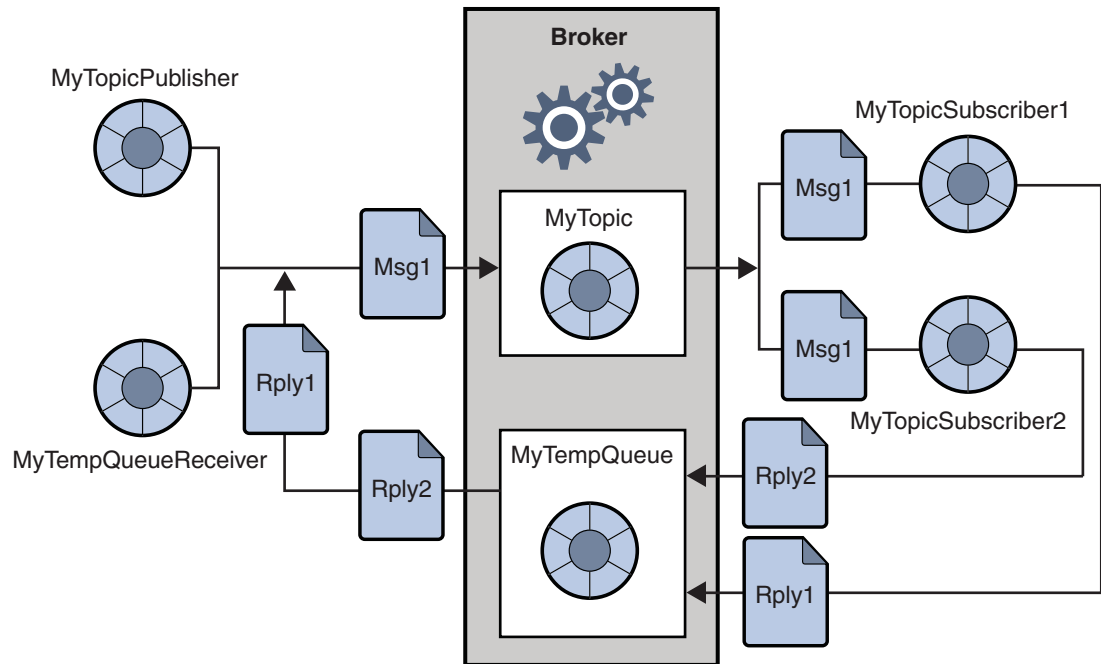 Broker
MyTopicPublisher
MyTopicSubscriber1
Msg1
MyTopic
Msg1
Msg1
Rply1
MyTopicSubscriber2
MyTempQueueReceiver
MyTempQueue
Rply2
Rply2
Rply1